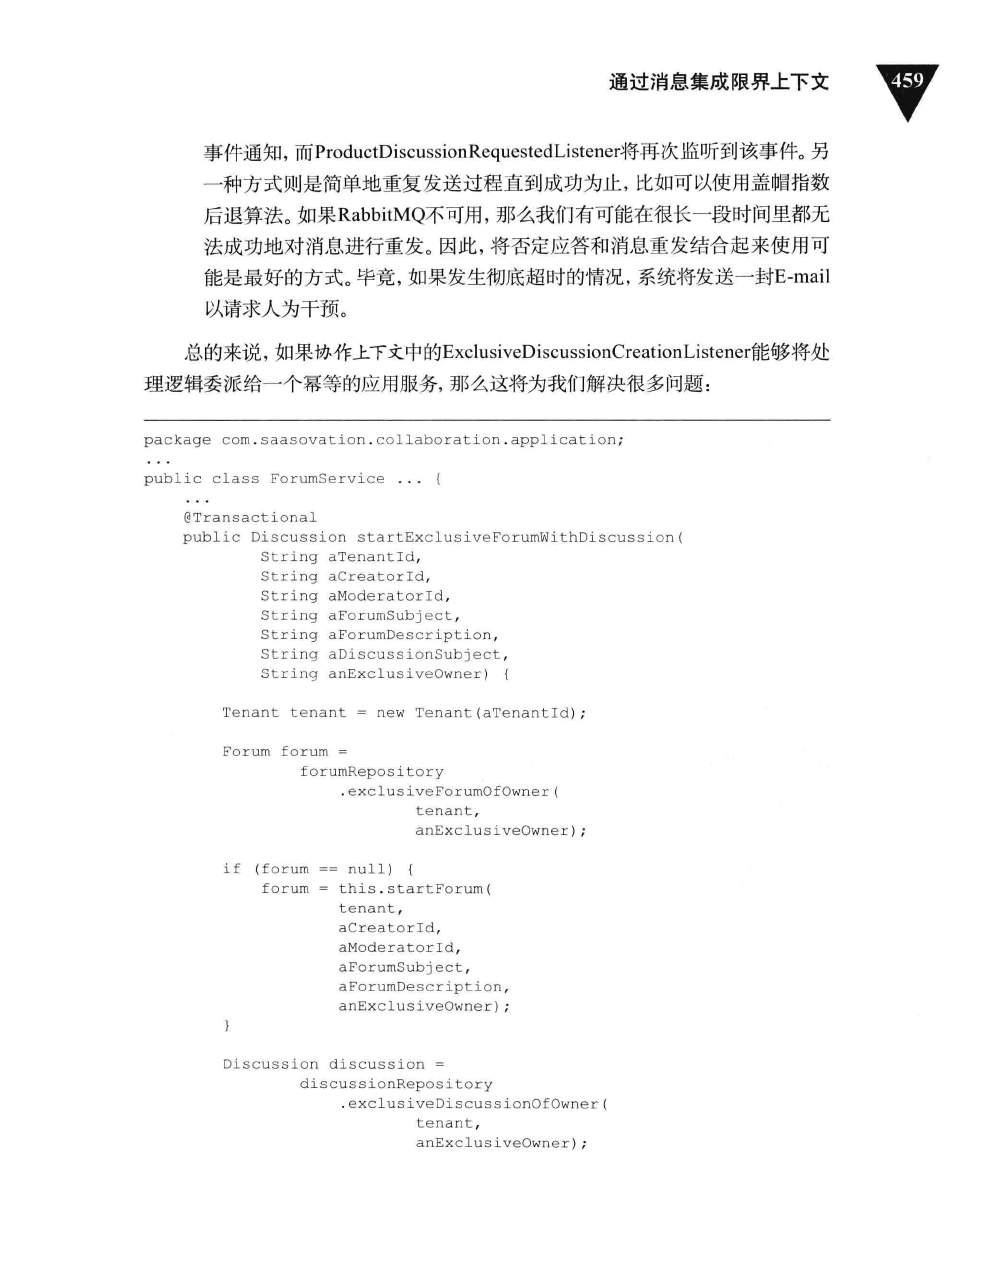 通过消息集成限界上下文
459
事件通知，而ProductDiscussionRequestedListener将再次监听到该事件。另
一种方式则是简单地重复发送过程直到成功为止，比如可以使用盖帽指数
后退算法。如果RabbitMQ不可用，那么我们有可能在很长一段时间里都无
法成功地对消息进行重发。因此，将否定应答和消息重发结合起来使用可
能是最好的方式。毕竟，如果发生彻底超时的情况，系统将发送一封E-mail
以请求人为干预。
总的来说，如果协作上下文中的ExclusiveDiscussionCreationListener能够将处
理逻辑委派给一个幂等的应用服务，那么这将为我们解决很多问题：
package com.saasovation.collaboration.application;
...
public class ForumService ... {
    ...
    @Transactional
    public Discussion startExclusiveForumWithDiscussion(
            String aTenantId,
            String aCreatorId,
            String aModeratorId,
            String aForumSubject,
            String aForumDescription,
            String aDiscussionSubject,
            String anExclusiveOwner) {
        Tenant tenant = new Tenant(aTenantId);
        Forum forum =
                forumRepository
                    .exclusiveForumOfOwner(
                            tenant,
                            anExclusiveOwner);
        if (forum == null) {
            forum = this.startForum(
                    tenant,
                    aCreatorId,
                    aModeratorId,
                    aForumSubject,
                    aForumDescription,
                    anExclusiveOwner);
        }
        Discussion discussion =
                discussionRepository
                    .exclusiveDiscussionOfOwner(
                            tenant,
                            anExclusiveOwner);